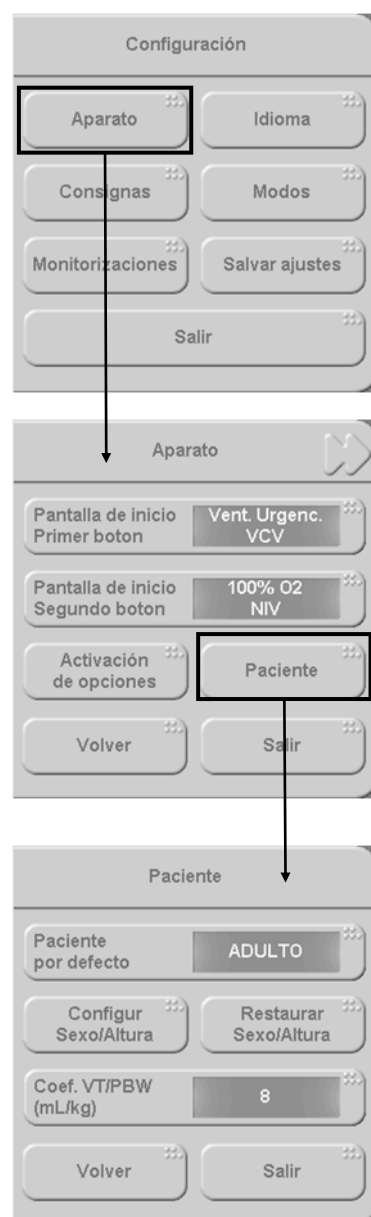 Configuración
Aparato
Idioma
Consignas
Modos
Monitorizaciones
Salvar ajustes
Salir
Aparato
Pantalla de inicio
Primer boton
Vent. Urgenc.
VCV
Pantalla de inicio
Segundo boton
100% O2
NIV
Activación
de opciones
Paciente
Volver
Salir
Paciente
Paciente
por defecto
ADULTO
Configur
Sexo/Altura
Restaurar
Sexo/Altura
Coef. VT/PBW
(mL/kg)
8
Volver
Salir